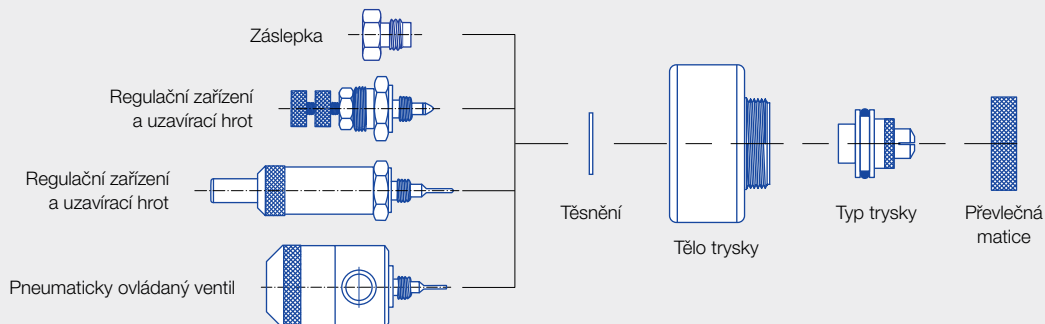 Záslepka
Regulační zařízení
a uzavírací hrot
Regulační zařízení
a uzavírací hrot
Pneumaticky ovládaný ventil
Těsnění
Tělo trysky
Typ trysky
Převlečná
matice